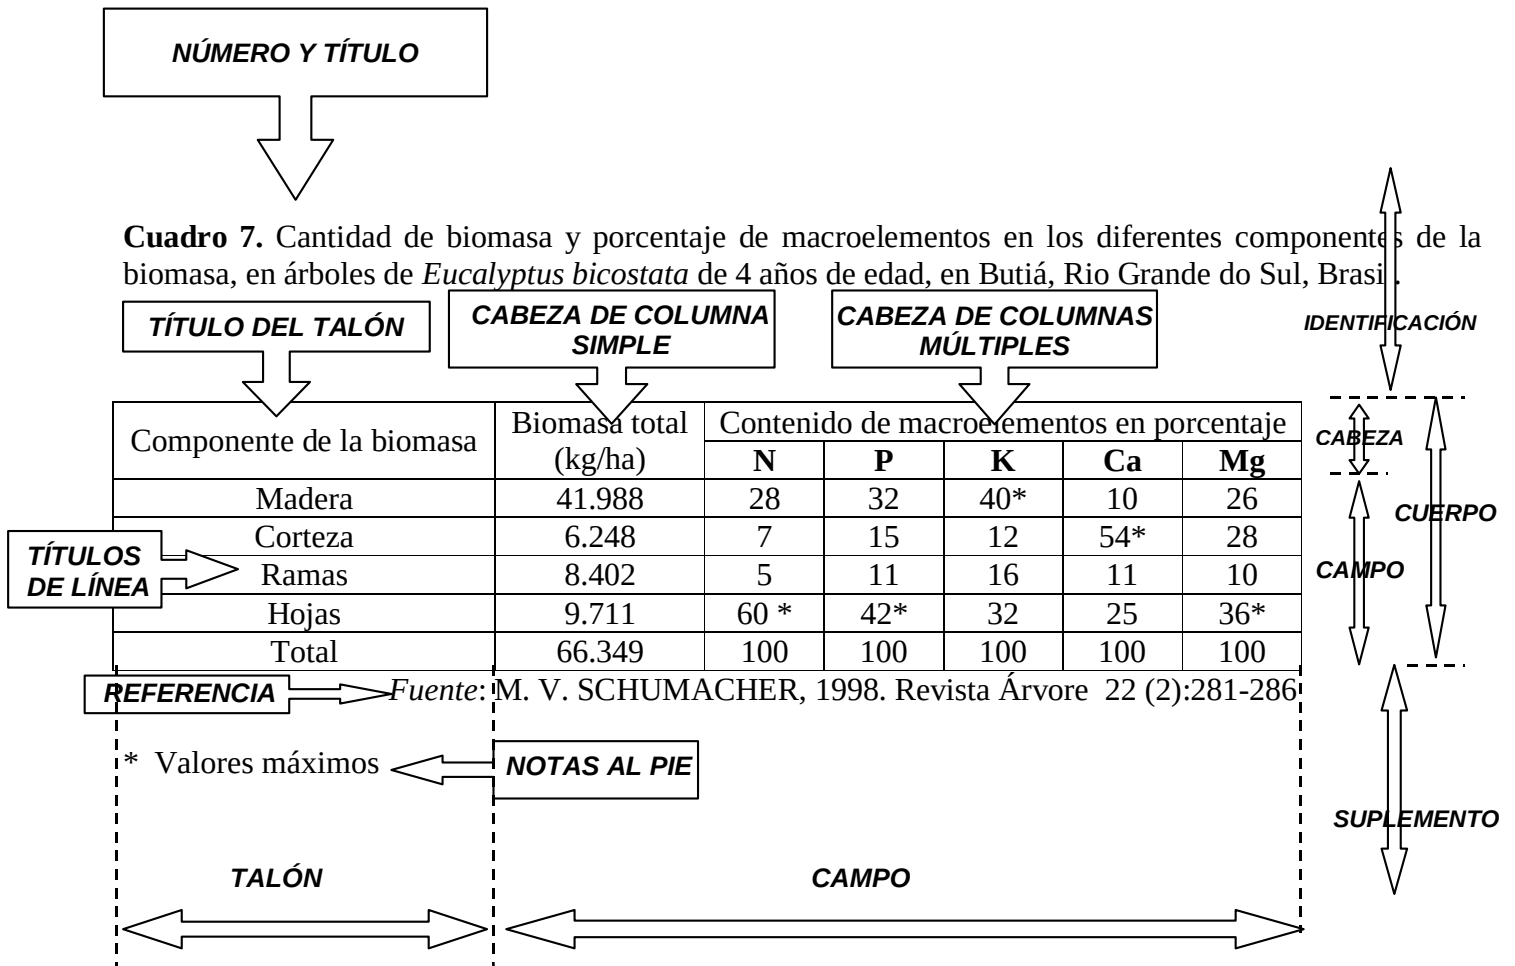 NÚMERO Y TÍTULO
Cuadro 7. Cantidad de biomasa y porcentaje de macroelementos en los diferentes componentes de la
biomasa, en árboles de Eucalyptus bicostata de 4 años de edad, en Butiá, Rio Grande do Sul, Brasil.
TÍTULO DEL TALÓN
CABEZA DE COLUMNA
SIMPLE
CABEZA DE COLUMNAS
MÚLTIPLES
IDENTIFICACIÓN
Componente de la biomasa
Biomasa total
(kg/ha)
Contenido de macroelementos en porcentaje
N P K Ca Mg
CABEZA
Madera 41.988 28 32 40* 10 26
Corteza 6.248 7 15 12 54* 28
CUERPO
TÍTULOS
DE LÍNEA
Ramas 8.402 5 11 16 11 10
CAMPO
Hojas 9.711 60 * 42* 32 25 36*
Total 66.349 100 100 100 100 100
REFERENCIA
Fuente: M. V. SCHUMACHER, 1998. Revista Árvore 22 (2):281-286
* Valores máximos
NOTAS AL PIE
SUPLEMENTO
TALÓN
CAMPO